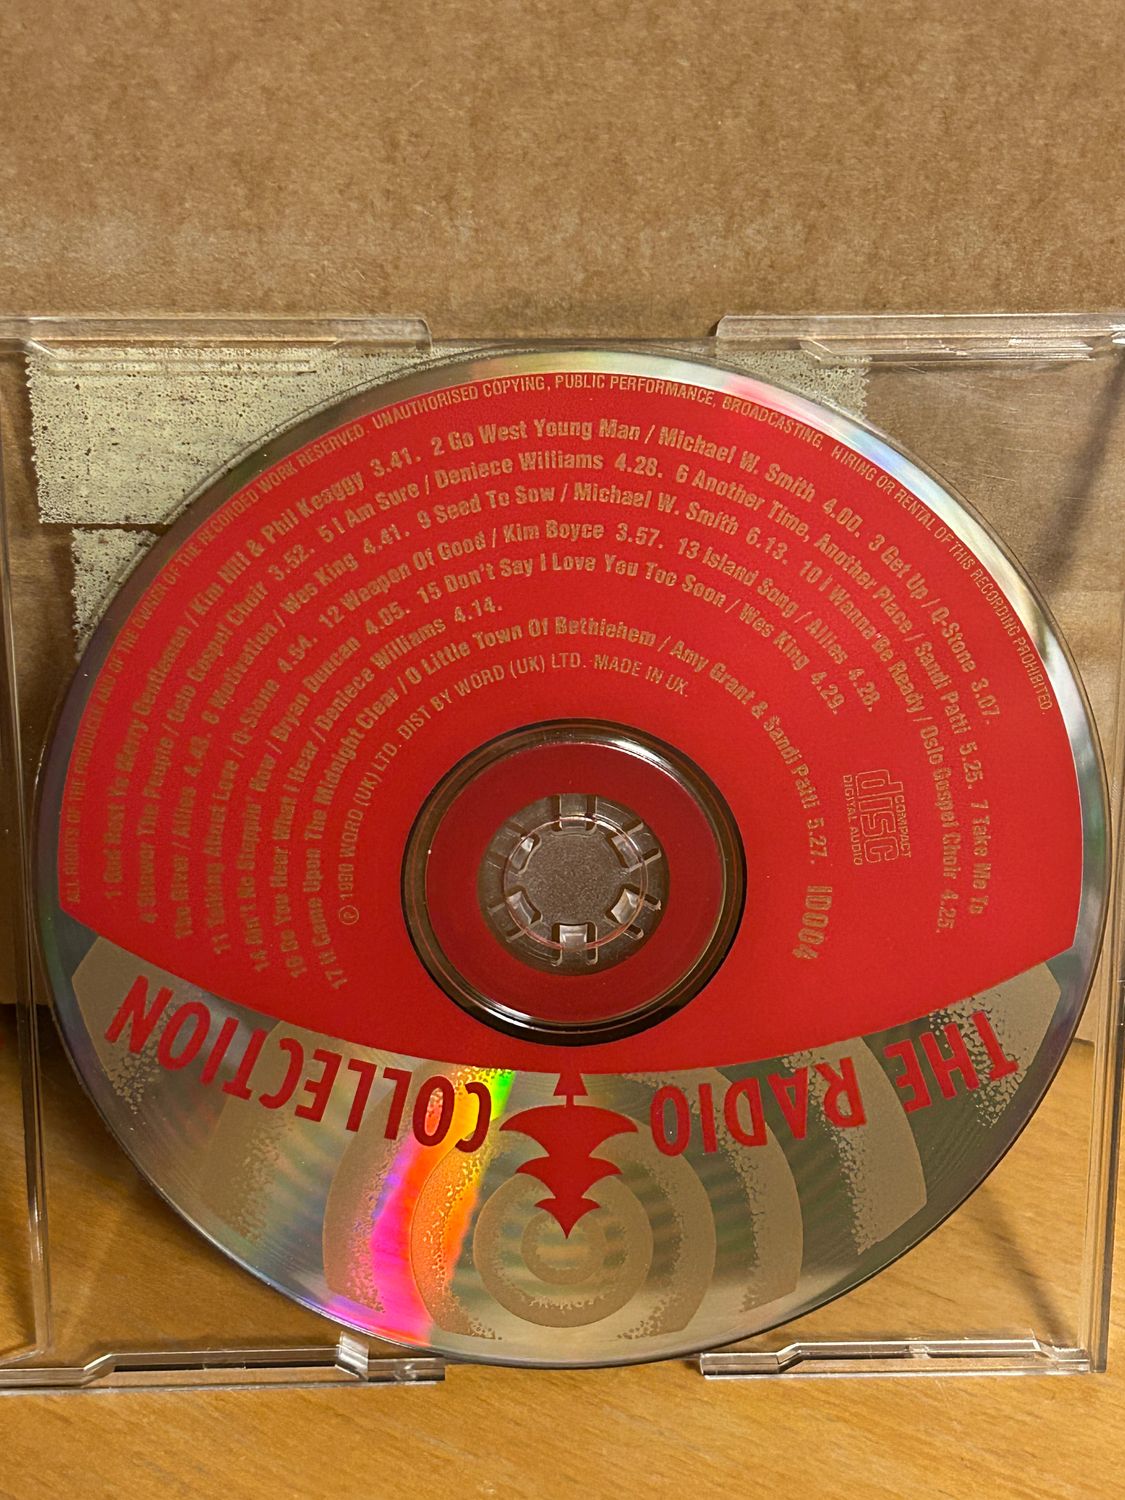 ALL RIGHTS OF THE PRODUCER AND OF THE OWNER OF THE RECORDED WORK RESERVED. UNAUTHORISED COPYING, PUBLIC PERFORMANCE, BROADCASTING, HIRING OR RENTAL OF THIS RECORDING PROHIBITED.
1 God Rest Ye Merry Gentlemen / Kim Hill & Phil Keaggy 3.41. 2 Go West Young Man / Michael W. Smith 4.00 3 Get Up / Q-Stone 3.07.
4 Shower The People / Oslo Gospel Choir 3.52. 5 I Am Sure / Deniece Williams 4.28. 6 Another Time, Another Place / Sandi Patti 5.25. 7 Take Me To
The River / Allies 4.48. 8 Motivation / Wes King 4.41. 9 Seed To Sow / Michael W. Smith 6.13. 10 I Wanna Be Ready / Oslo Gospel Choir 4.25
11 Talking About Love / Q-Stone 4.54. 12 Weapon Of Good / Kim Boyce 3.57. 13 Island Song / Allies 4.28.
14 Ain't No Stoppin' Now / Bryan Duncan 4.05. 15 Don't Say I Love You Too Soon / Wes King 4.29.
16 Do You Hear What I Hear / Deniece Williams 4.14.
17 It Came Upon The Midnight Clear / O Little Town Of Bethlehem / Amy Grant & Sandi Patti 5.27. ID004
℗ 1990 WORD (UK) LTD. DIST BY WORD (UK) LTD. MADE IN UK.
COMPACT
disc
DIGITAL AUDIO
THE RADIO COLLECTION